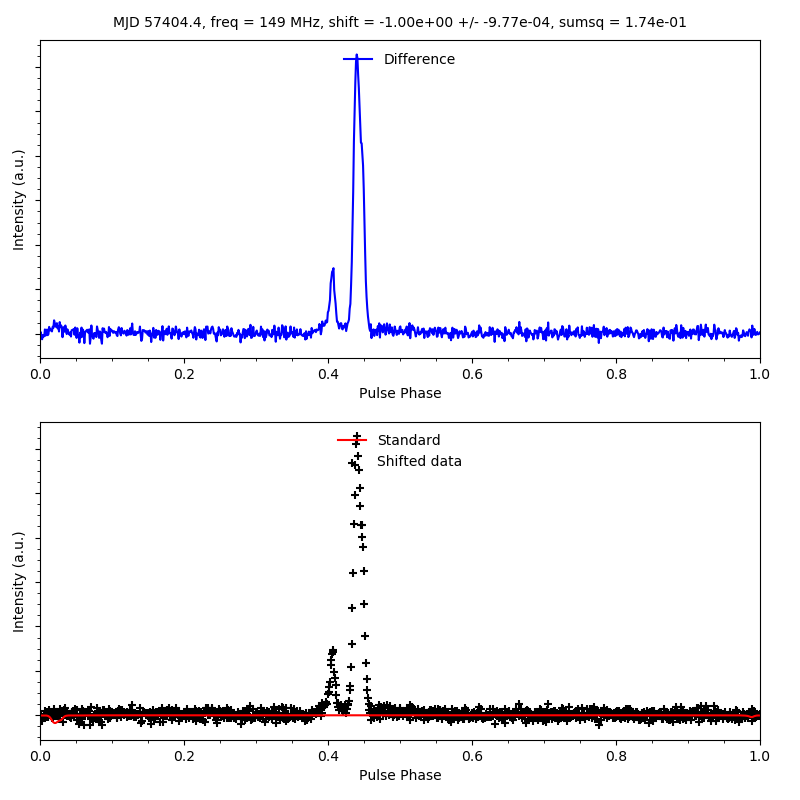 MJD 57404.4, freq = 149 MHz, shift = -1.00e+00 +/- -9.77e-04, sumsq = 1.74e-01
Difference
Intensity (a.u.)
0.0 0.2 0.4 0.6 0.8 1.0
Pulse Phase
Standard
Shifted data
Intensity (a.u.)
0.0 0.2 0.4 0.6 0.8 1.0
Pulse Phase